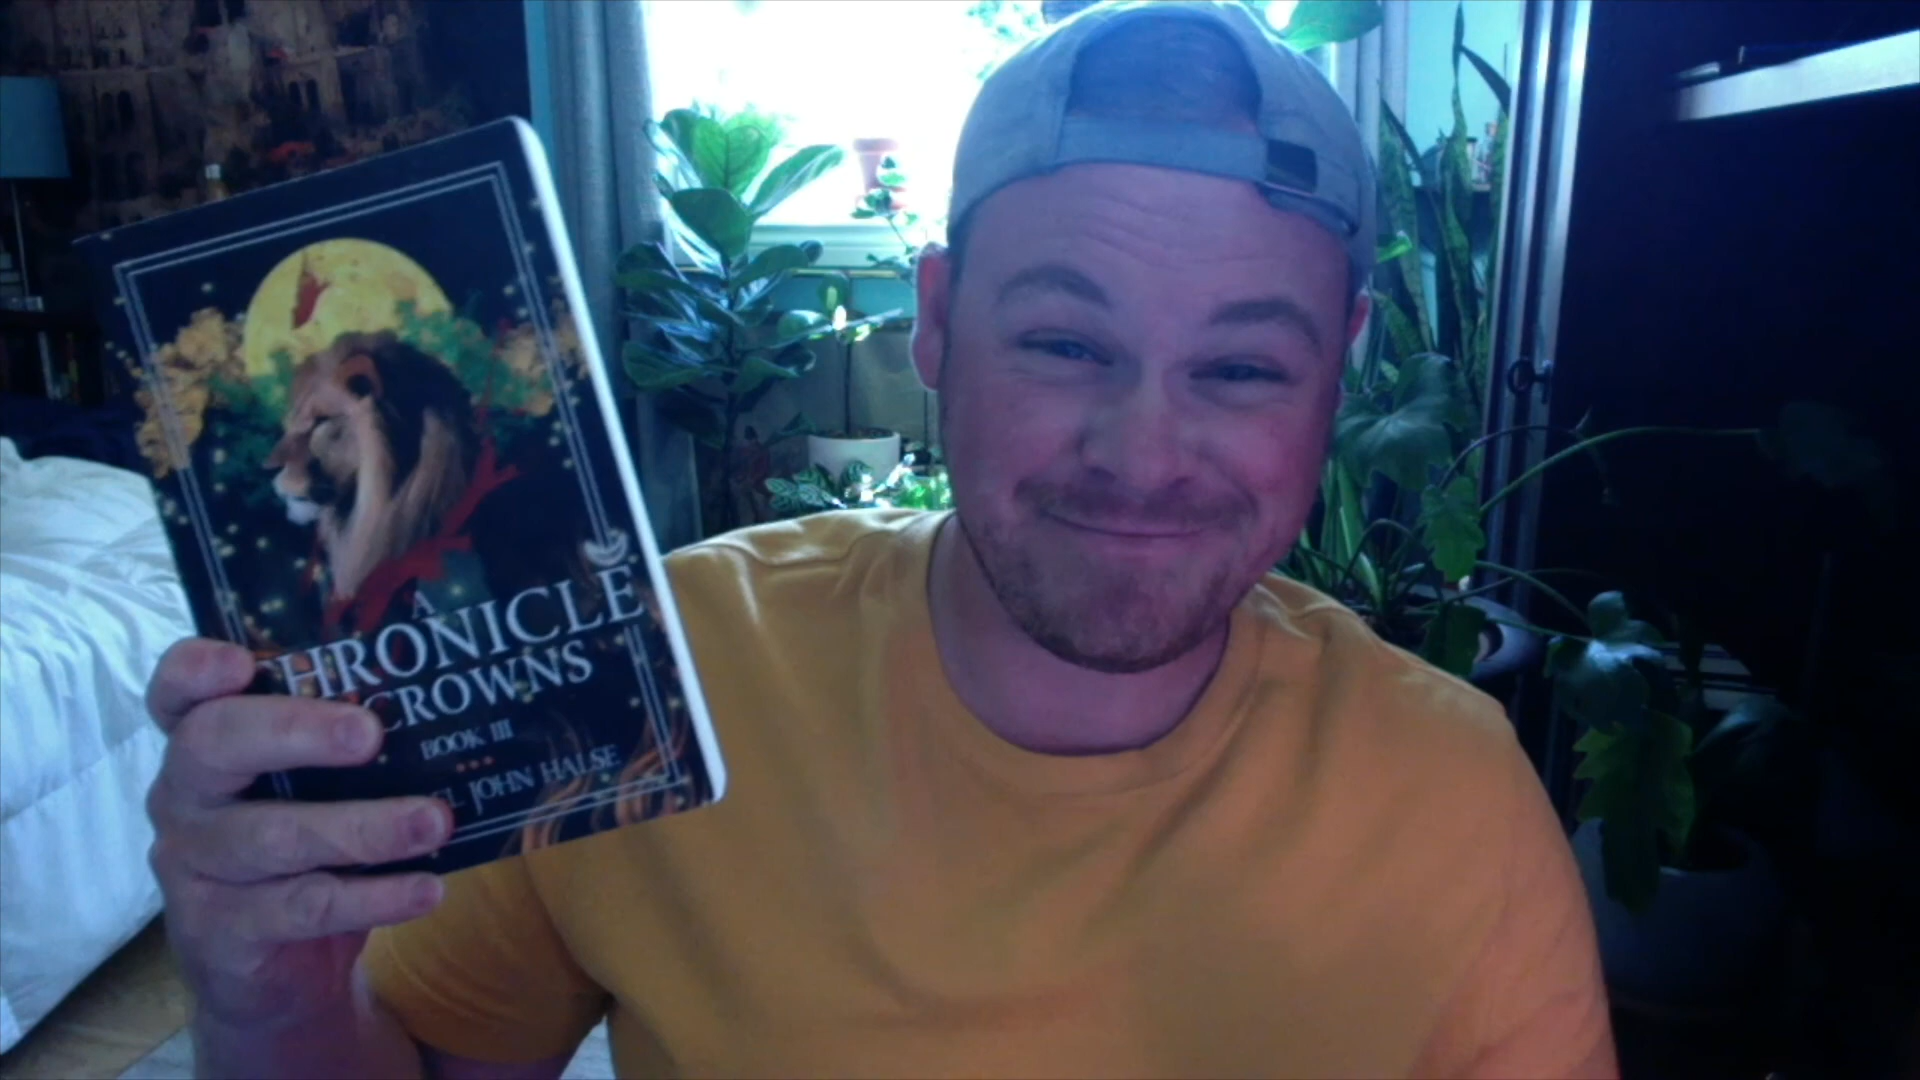 A
CHRONICLE
CROWNS
BOOK III
JOHN HALSE